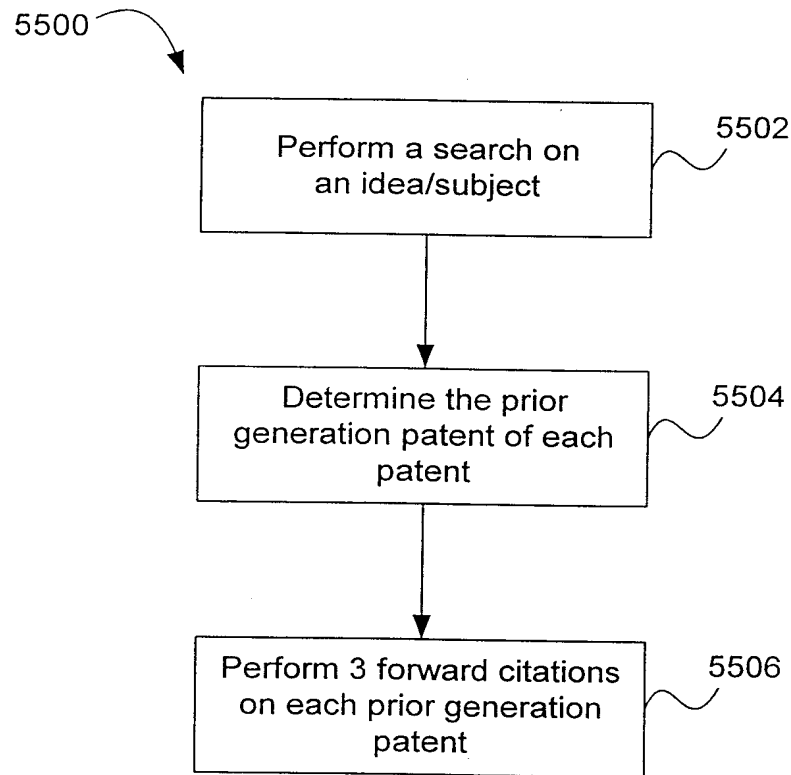 5500
Perform a search on
an idea/subject
5502
Determine the prior
generation patent of each
patent
5504
Perform 3 forward citations
on each prior generation
patent
5506